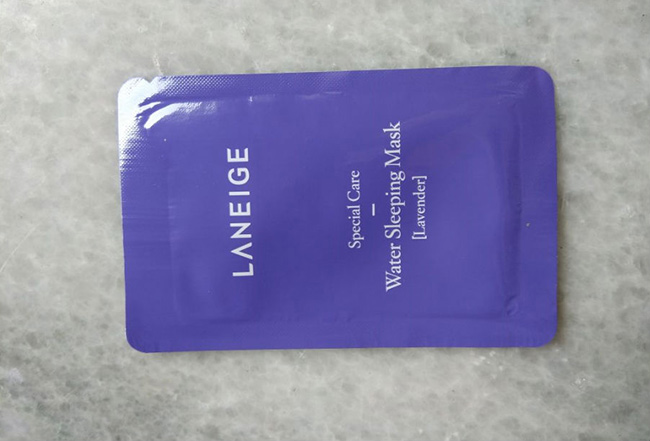 LANEIGE
Special Care
Water Sleeping Mask
[Lavender]